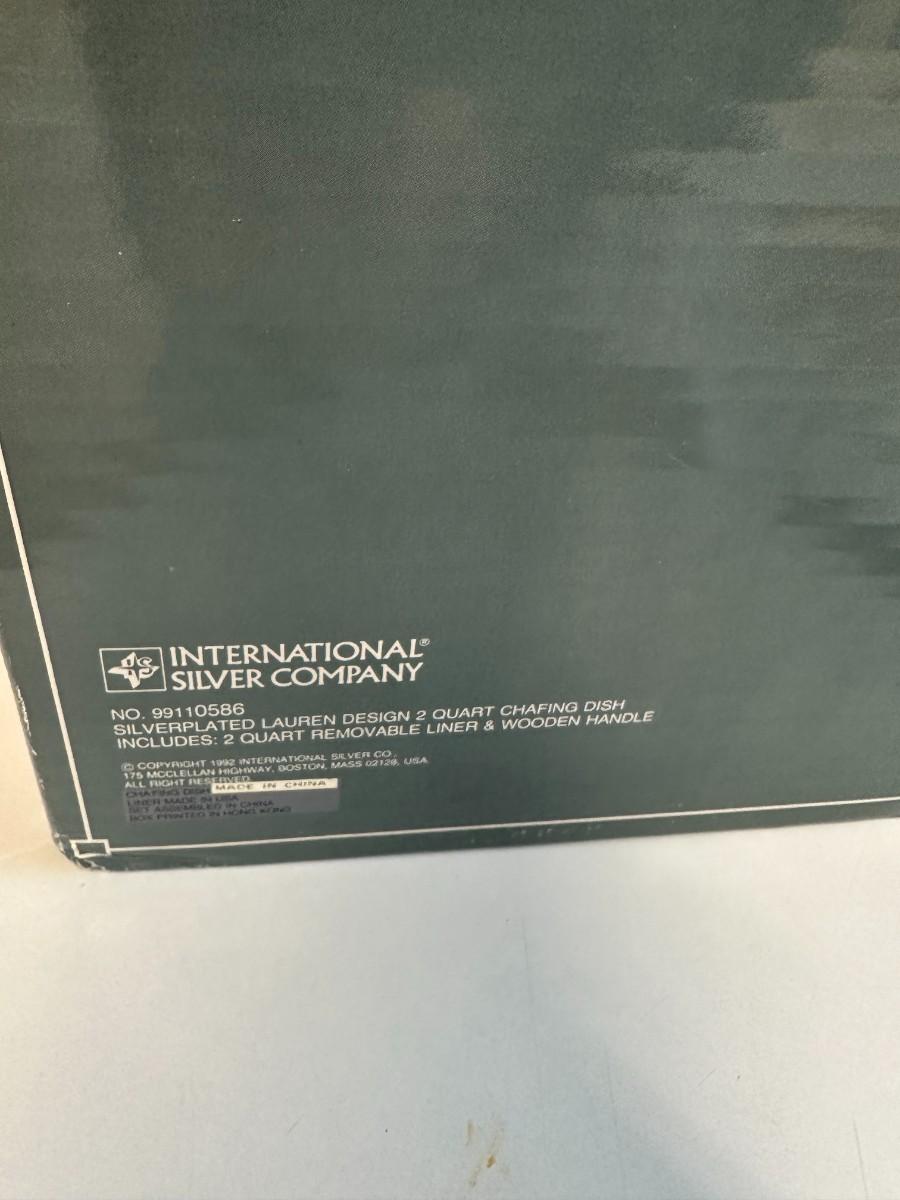 INTERNATIONAL®
SILVER COMPANY
NO. 99110586
SILVERPLATED LAUREN DESIGN 2 QUART CHAFING DISH
INCLUDES: 2 QUART REMOVABLE LINER & WOODEN HANDLE
© COPYRIGHT 1992 INTERNATIONAL SILVER CO.,
175 MCCLELLAN HIGHWAY, BOSTON, MASS 02128, USA
ALL RIGHT RESERVED.
CHAFING DISH MADE IN CHINA
LINER MADE IN USA
SET ASSEMBLED IN CHINA
BOX PRINTED IN HONG KONG